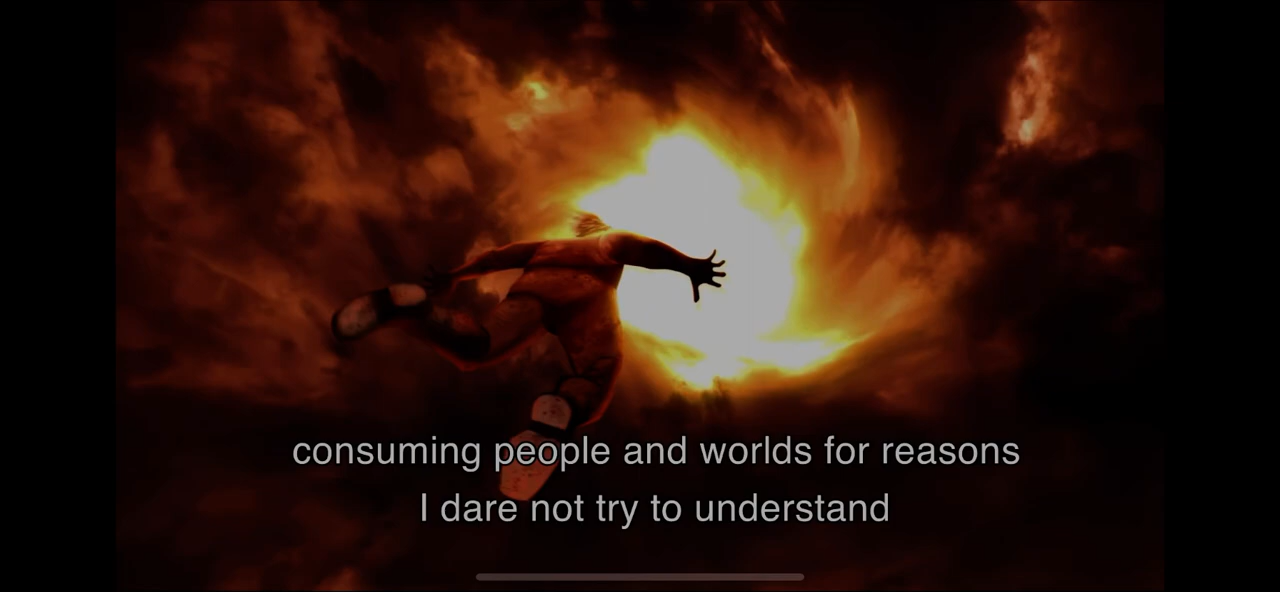 consuming people and worlds for reasons
I dare not try to understand